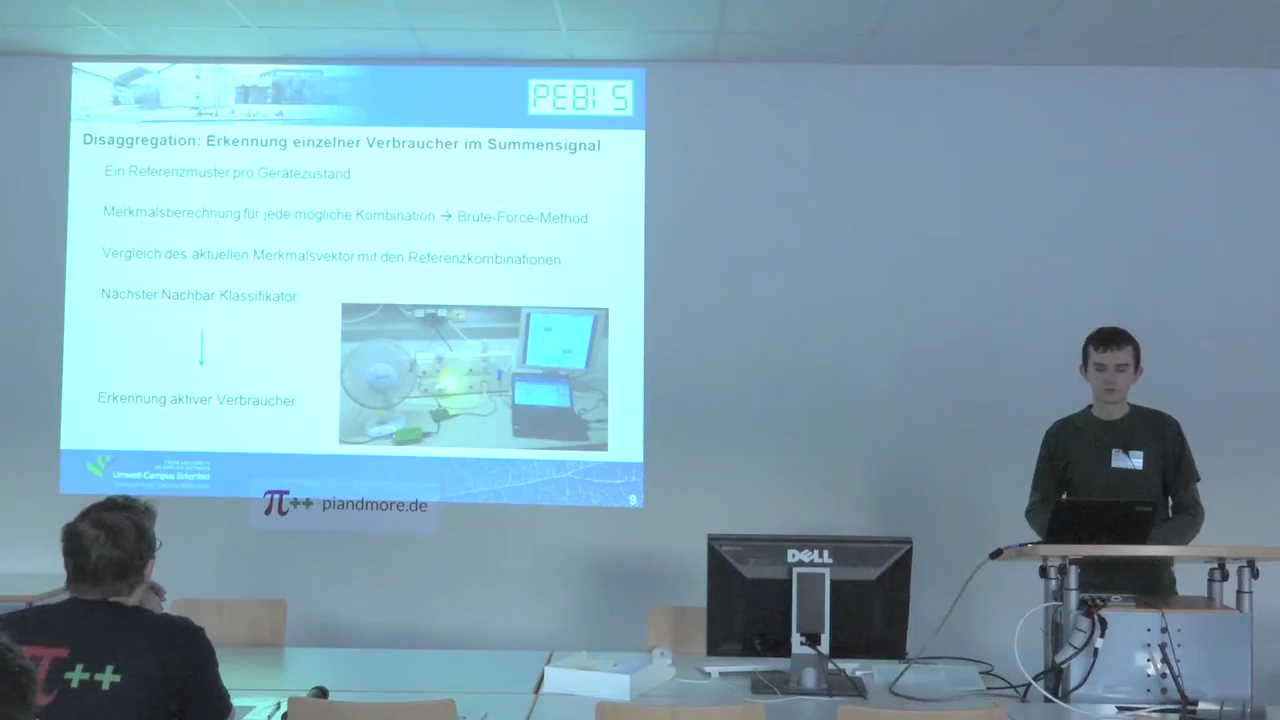 PEBI S
Disaggregation: Erkennung einzelner Verbraucher im Summensignal
Ein Referenzmuster pro Gerätezustand
Merkmalsberechnung für jede mögliche Kombination → Brute-Force-Method
Vergleich des aktuellen Merkmalsvektor mit den Referenzkombinationen
Nächster Nachbar Klassifikator
Erkennung aktiver Verbraucher
Umwelt-Campus Birkenfeld
9
π++ piandmore.de
DELL
π++